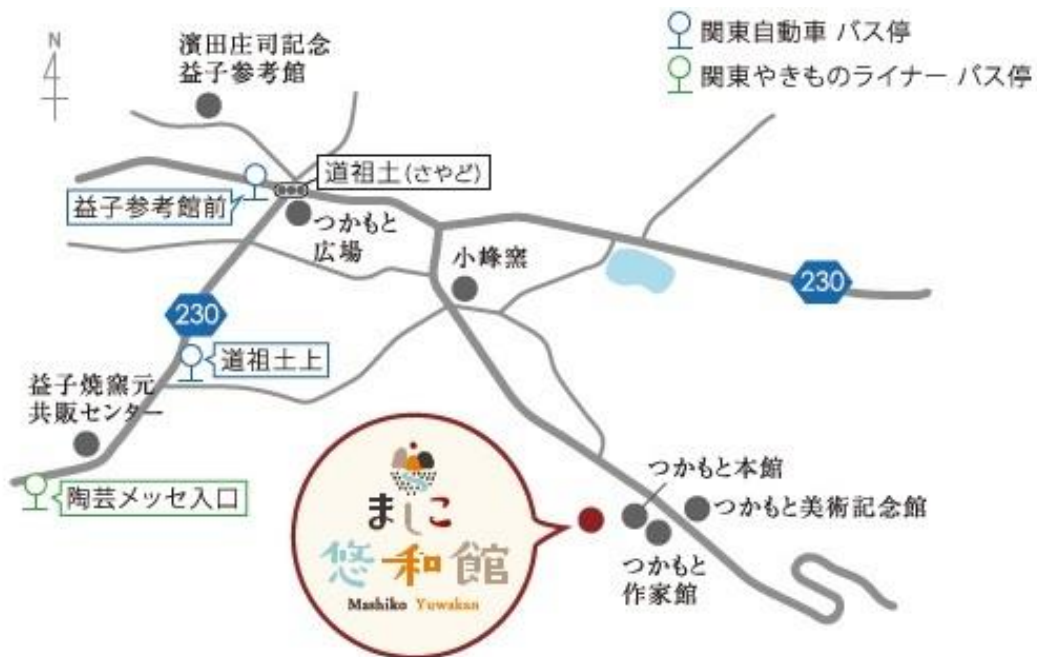 N
濱田庄司記念
益子参考館
関東自動車 バス停
関東やきものライナー バス停
道祖土(さやど)
益子参考館前
つかもと
広場
小峰窯
230
230
道祖土上
益子焼窯元
共販センター
陶芸メッセ入口
ましこ
悠和館
Mashiko Yuwakan
つかもと本館
つかもと美術記念館
つかもと
作家館